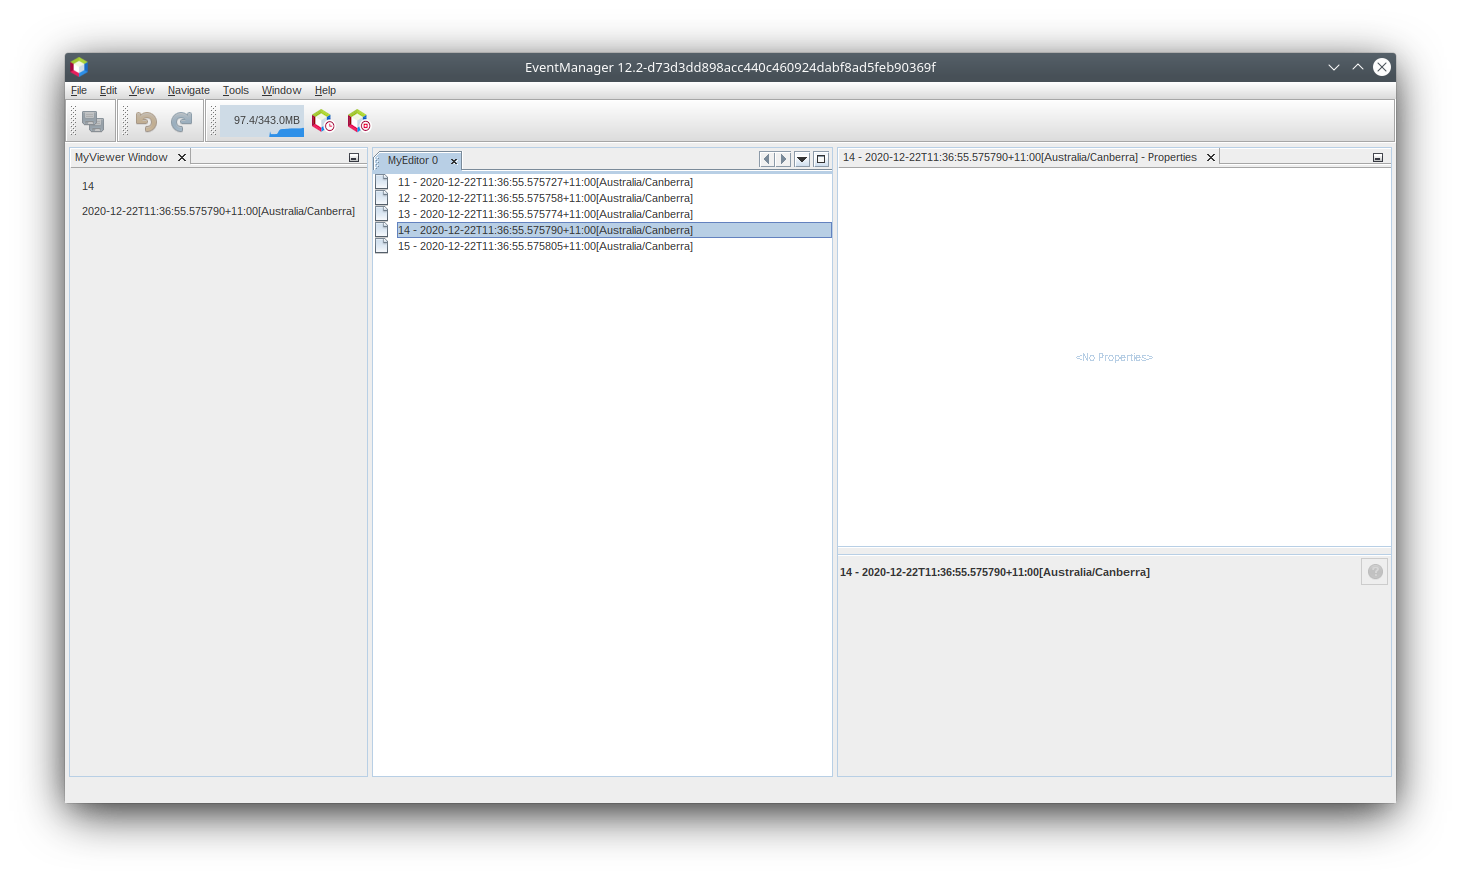 EventManager 12.2-d73d3dd898acc440c460924dabf8ad5feb90369f
File Edit View Navigate Tools Window Help
97.4/343.0MB
MyViewer Window
14
2020-12-22T11:36:55.575790+11:00[Australia/Canberra]
MyEditor 0
11 - 2020-12-22T11:36:55.575727+11:00[Australia/Canberra]
12 - 2020-12-22T11:36:55.575758+11:00[Australia/Canberra]
13 - 2020-12-22T11:36:55.575774+11:00[Australia/Canberra]
14 - 2020-12-22T11:36:55.575790+11:00[Australia/Canberra]
15 - 2020-12-22T11:36:55.575805+11:00[Australia/Canberra]
14 - 2020-12-22T11:36:55.575790+11:00[Australia/Canberra] - Properties
<No Properties>
14 - 2020-12-22T11:36:55.575790+11:00[Australia/Canberra]
?